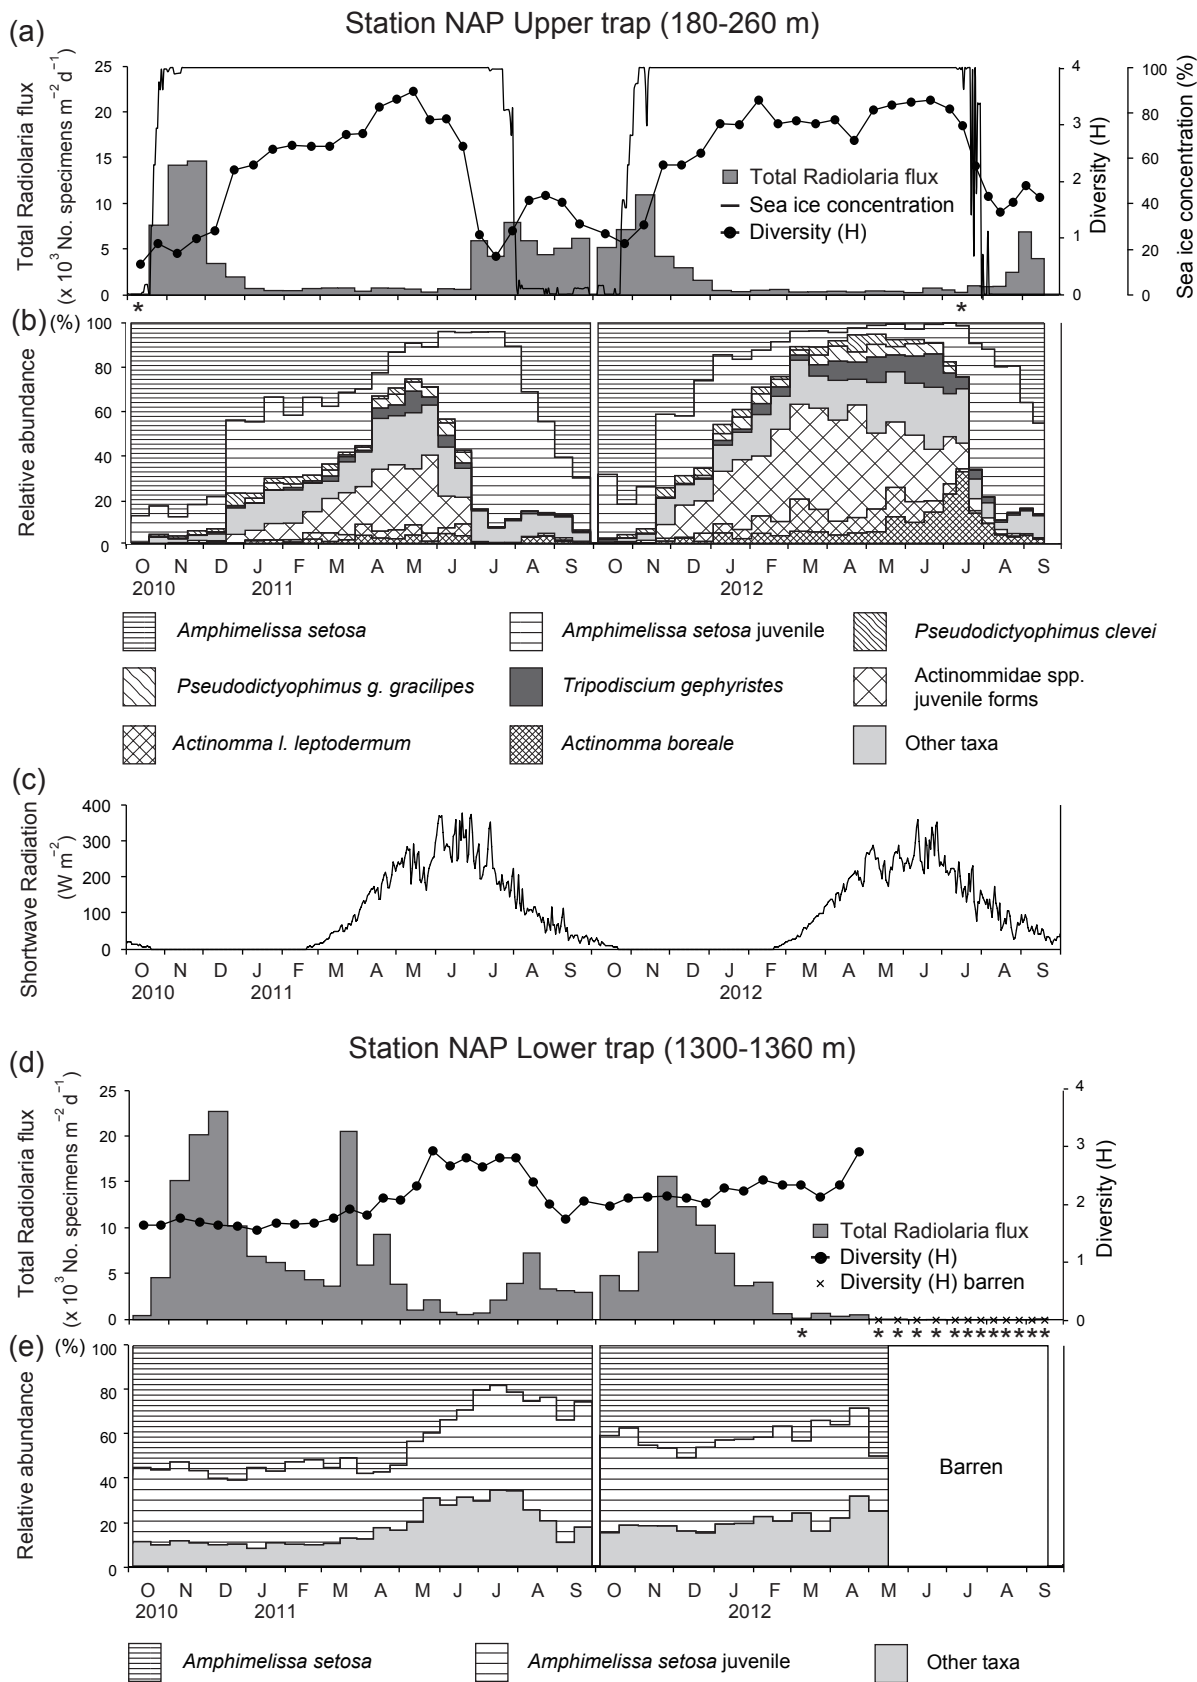 (a)
Station NAP Upper trap (180-260 m)
Total Radiolaria flux
(x 10³ No. specimens m⁻² d⁻¹)
25
20
15
10
5
0
4
3
2
1
0
Diversity (H)
100
80
60
40
20
0
Sea ice concentration (%)
Total Radiolaria flux
Sea ice concentration
Diversity (H)
*
*
(b)
(%)
Relative abundance
100
80
60
40
20
0
O N D J F M A M J J A S O N D J F M A M J J A S
2010 2011 2012
Amphimelissa setosa
Amphimelissa setosa juvenile
Pseudodictyophimus clevei
Pseudodictyophimus g. gracilipes
Tripodiscium gephyristes
Actinommidae spp.
juvenile forms
Actinomma l. leptodermum
Actinomma boreale
Other taxa
(c)
Shortwave Radiation
(W m⁻²)
400
300
200
100
0
O N D J F M A M J J A S O N D J F M A M J J A S
2010 2011 2012
Station NAP Lower trap (1300-1360 m)
(d)
Total Radiolaria flux
(x 10³ No. specimens m⁻² d⁻¹)
25
20
15
10
5
0
4
3
2
1
0
Diversity (H)
Total Radiolaria flux
Diversity (H)
× Diversity (H) barren
* * * * * * * * * * * *
(e)
(%)
Relative abundance
100
80
60
40
20
0
Barren
O N D J F M A M J J A S O N D J F M A M J J A S
2010 2011 2012
Amphimelissa setosa
Amphimelissa setosa juvenile
Other taxa